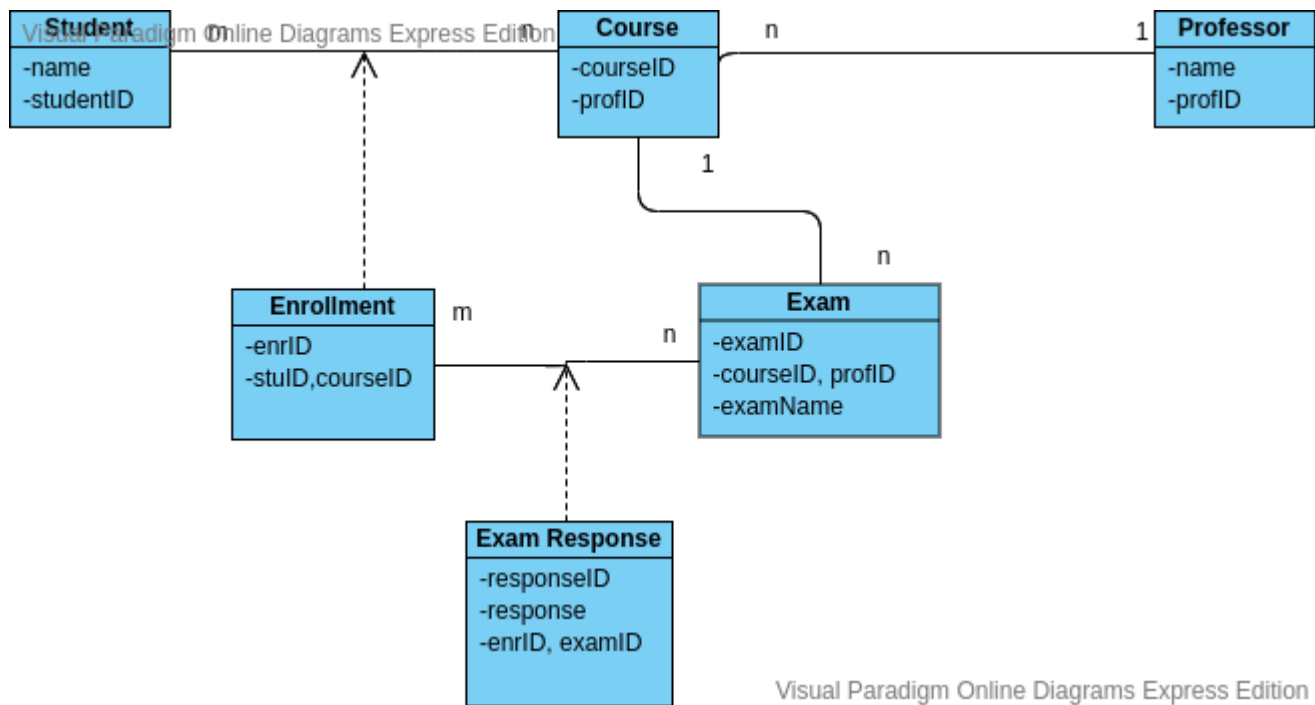 Student
Visual Paradigm Online Diagrams Express Edition
m
n
-name
-studentID
Course
-courseID
-profID
n
1
Professor
-name
-profID
1
n
Enrollment
-enrID
-stuID,courseID
m
n
Exam
-examID
-courseID, profID
-examName
Exam Response
-responseID
-response
-enrID, examID
Visual Paradigm Online Diagrams Express Edition